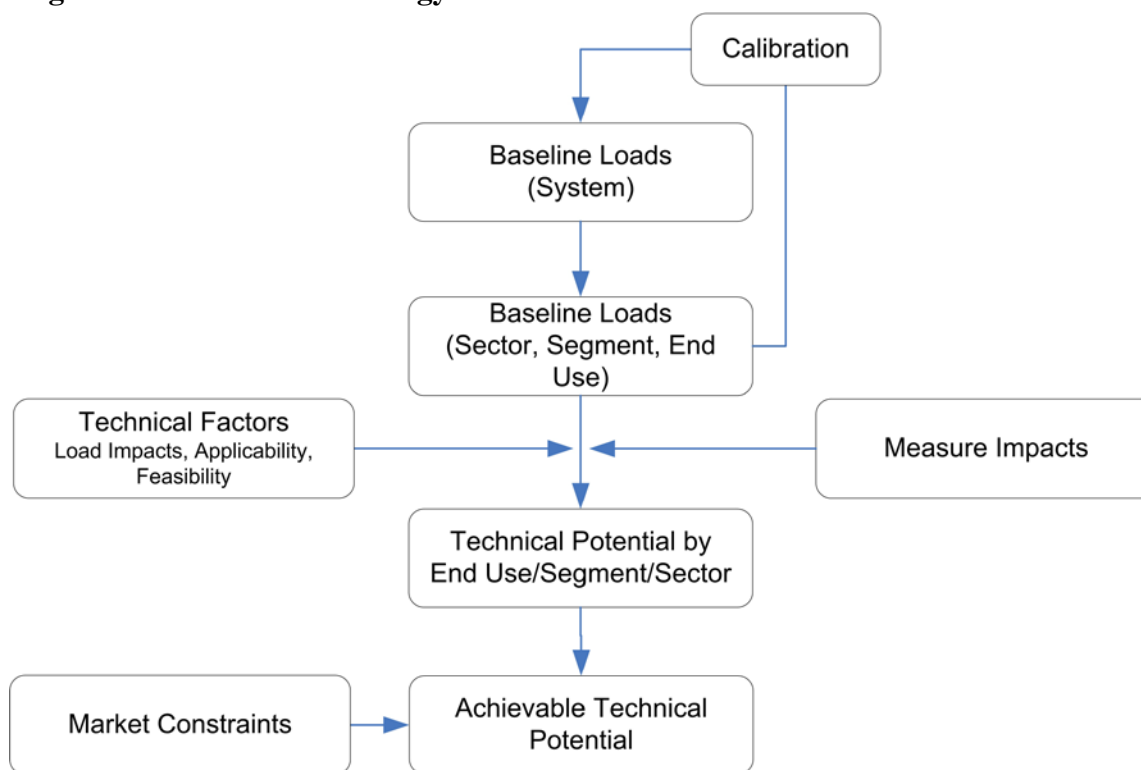 Calibration
Baseline Loads
(System)
Baseline Loads
(Sector, Segment, End
Use)
Technical Factors
Load Impacts, Applicability,
Feasibility
Measure Impacts
Technical Potential by
End Use/Segment/Sector
Market Constraints
Achievable Technical
Potential